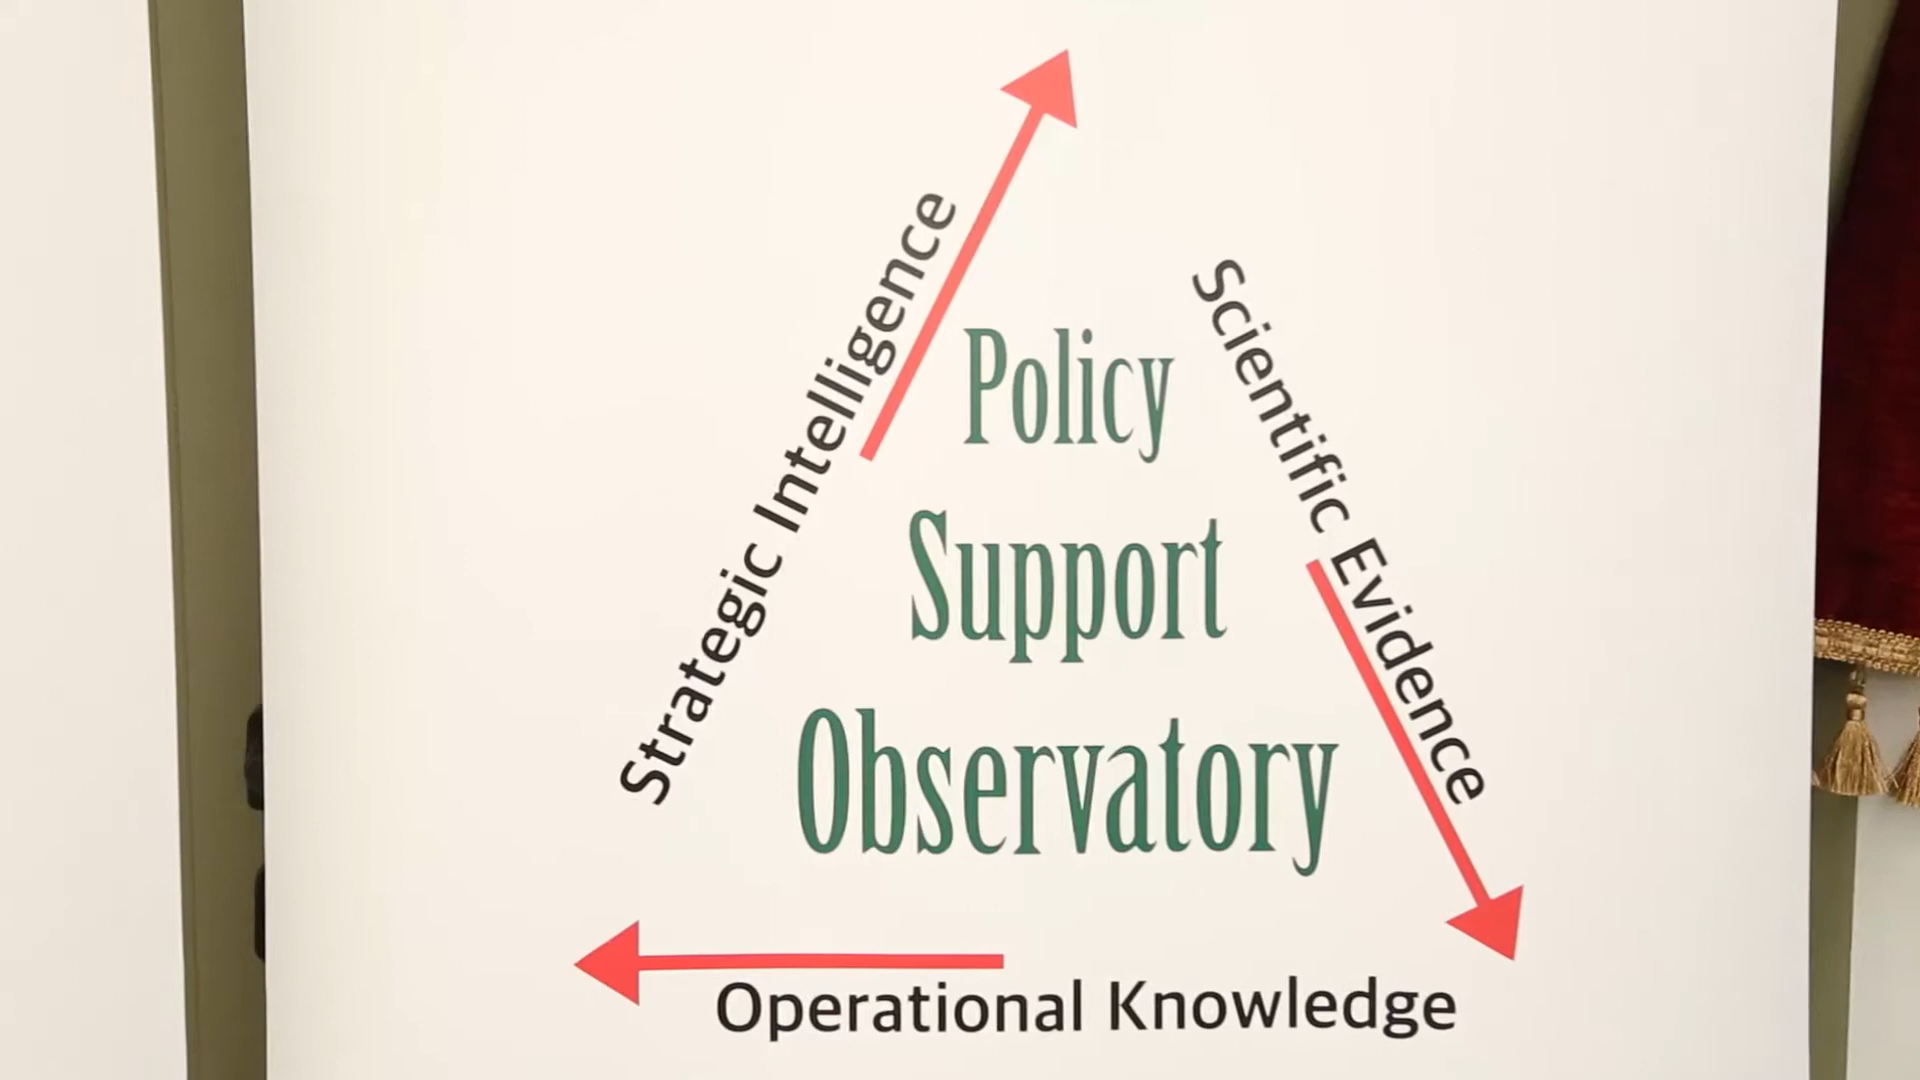 Strategic Intelligence
Scientific Evidence
Policy
Support
Observatory
Operational Knowledge